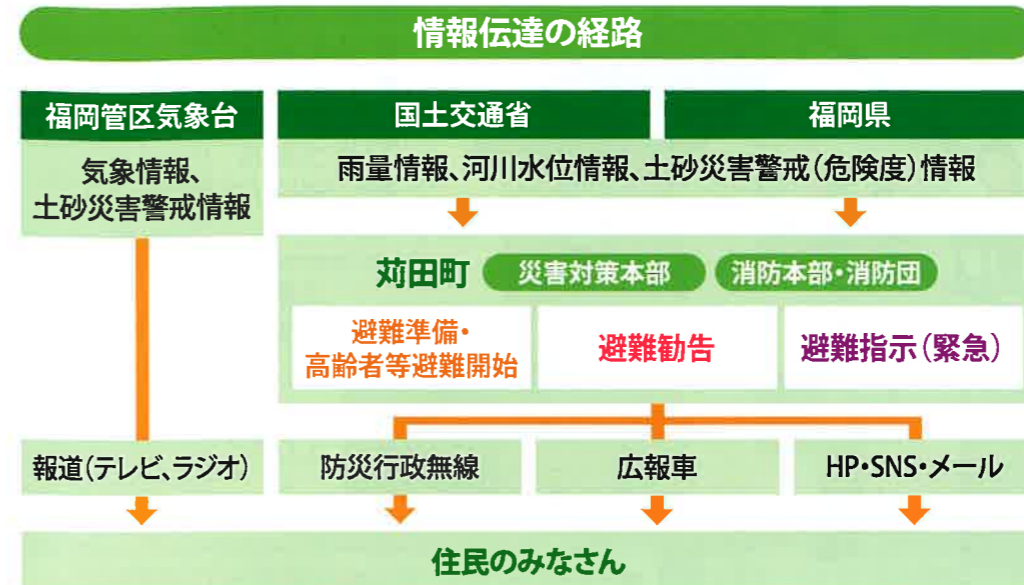 情報伝達の経路
福岡管区気象台
国土交通省
福岡県
気象情報、
土砂災害警戒情報
雨量情報、河川水位情報、土砂災害警戒(危険度)情報
苅田町
災害対策本部
消防本部・消防団
避難準備・
高齢者等避難開始
避難勧告
避難指示(緊急)
報道(テレビ、ラジオ)
防災行政無線
広報車
HP・SNS・メール
住民のみなさん